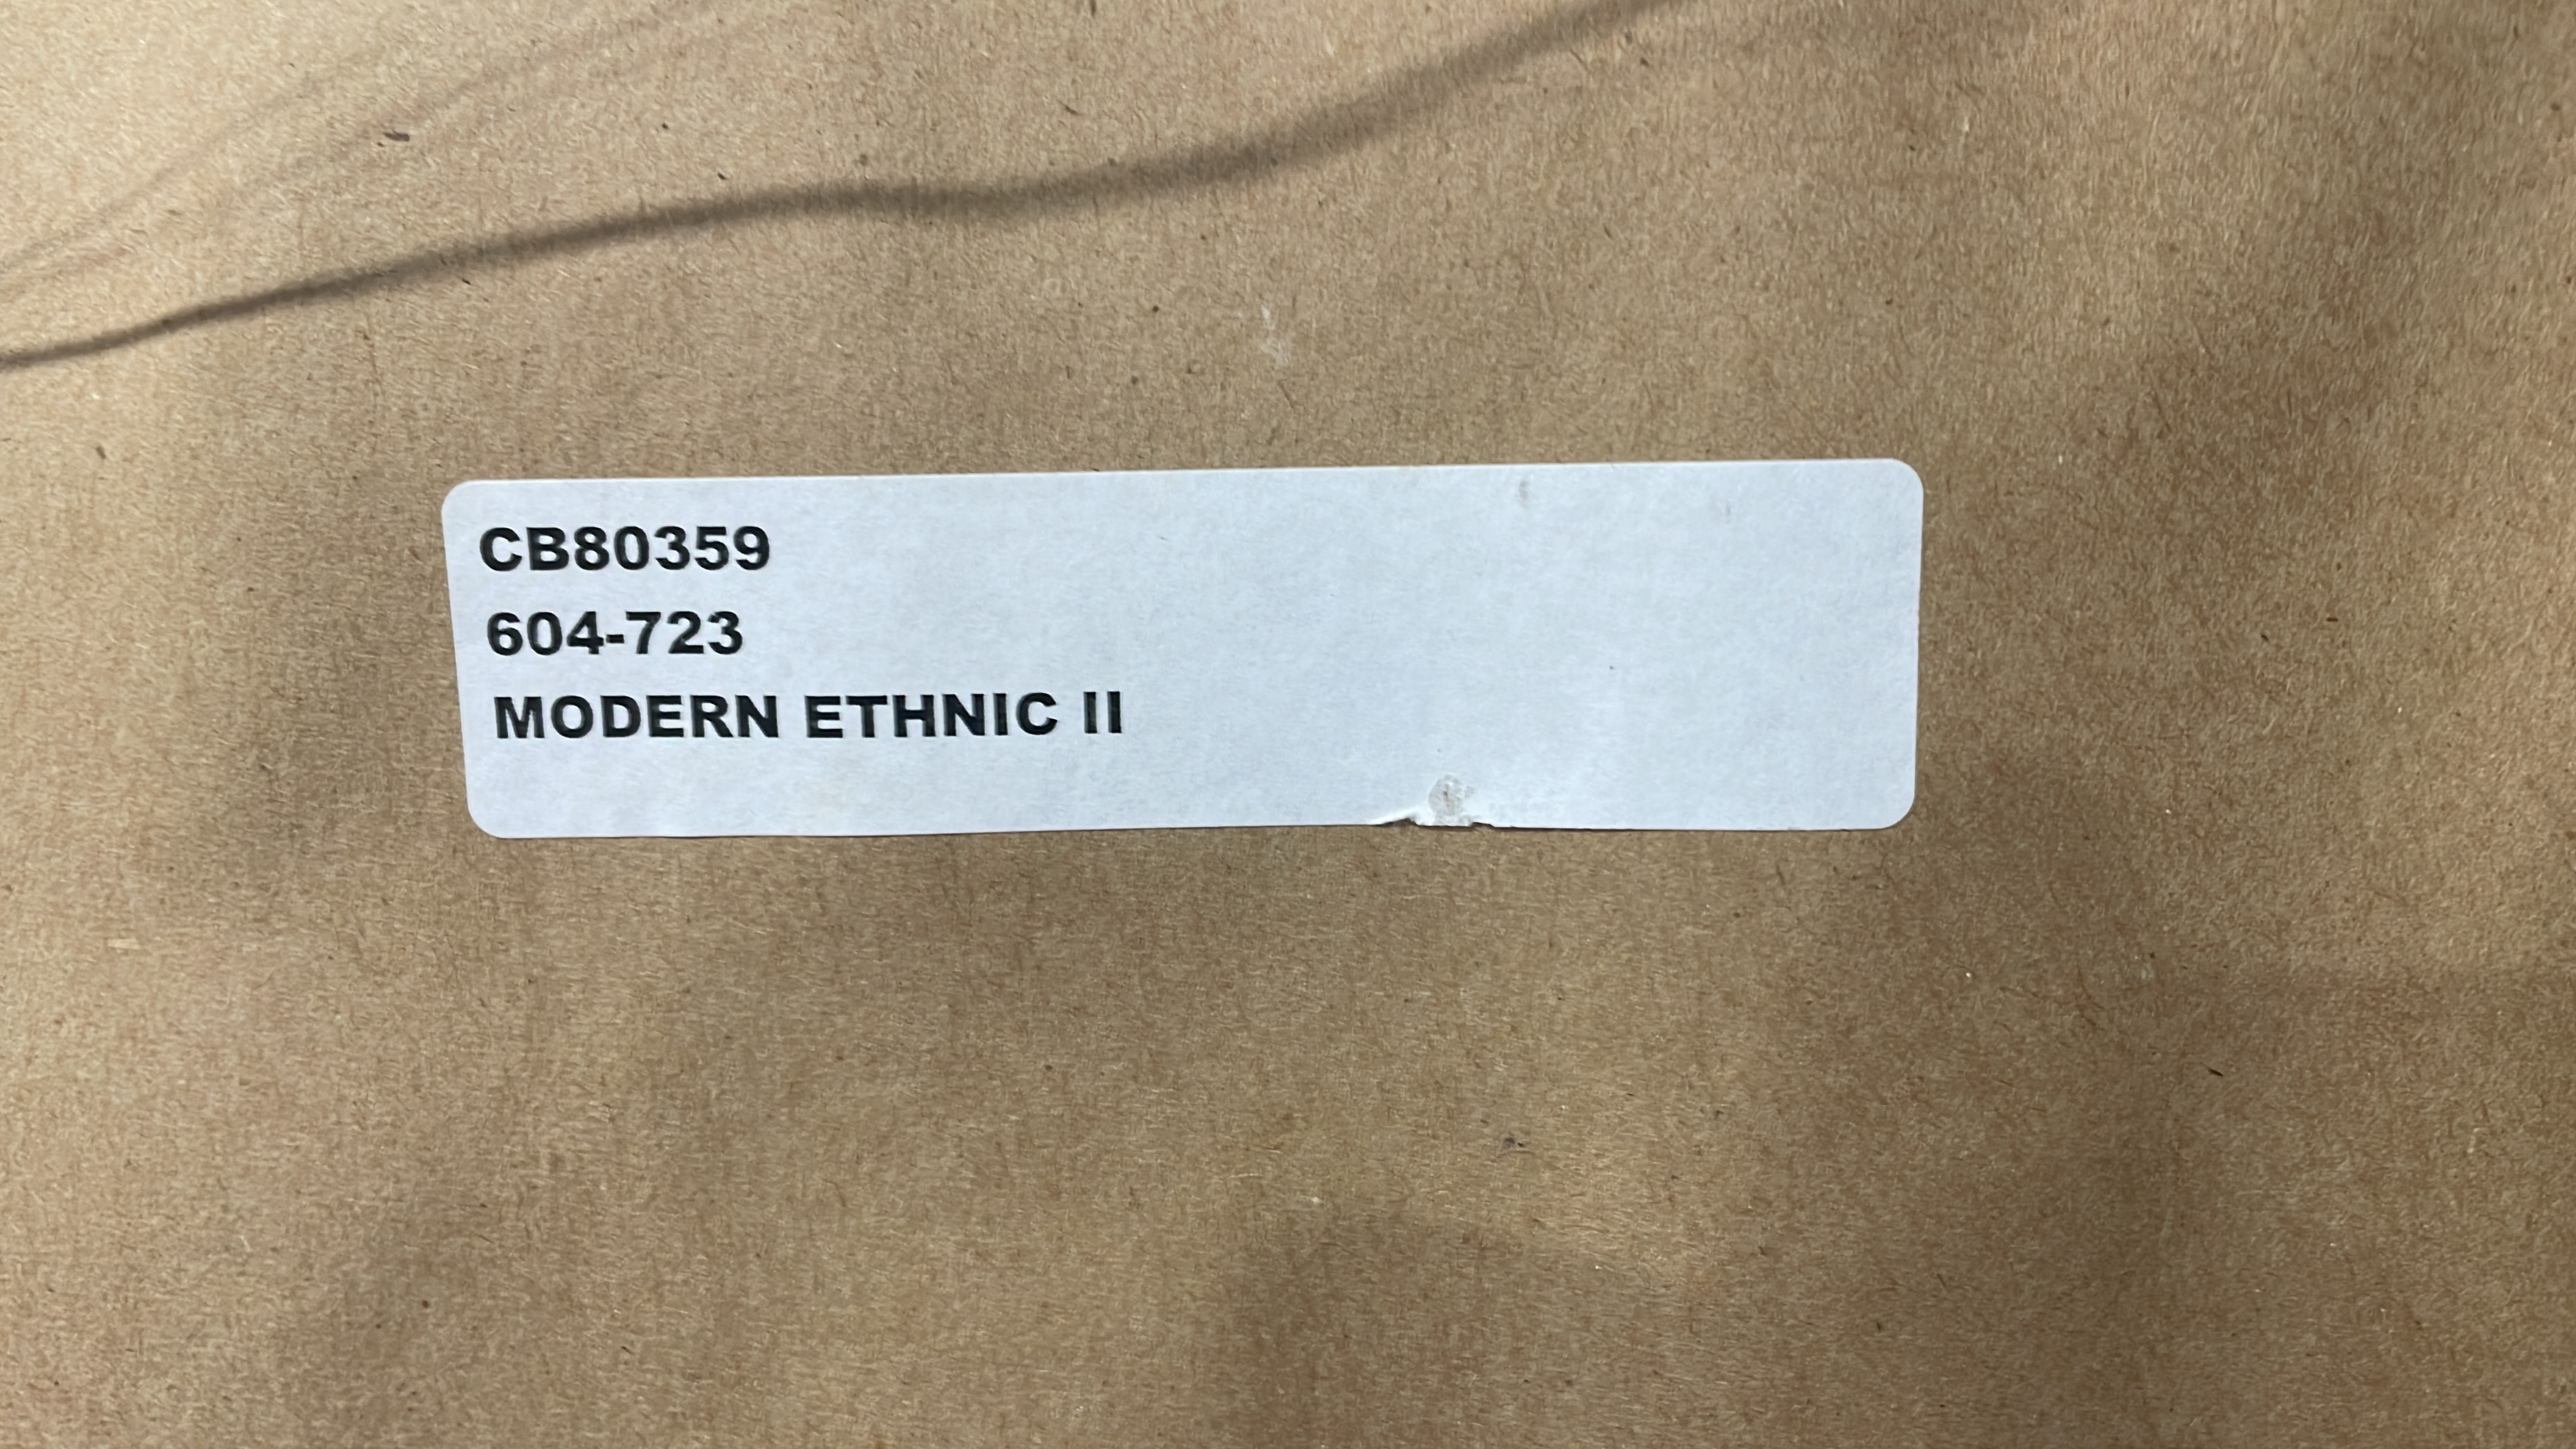 CB80359
604-723
MODERN ETHNIC II